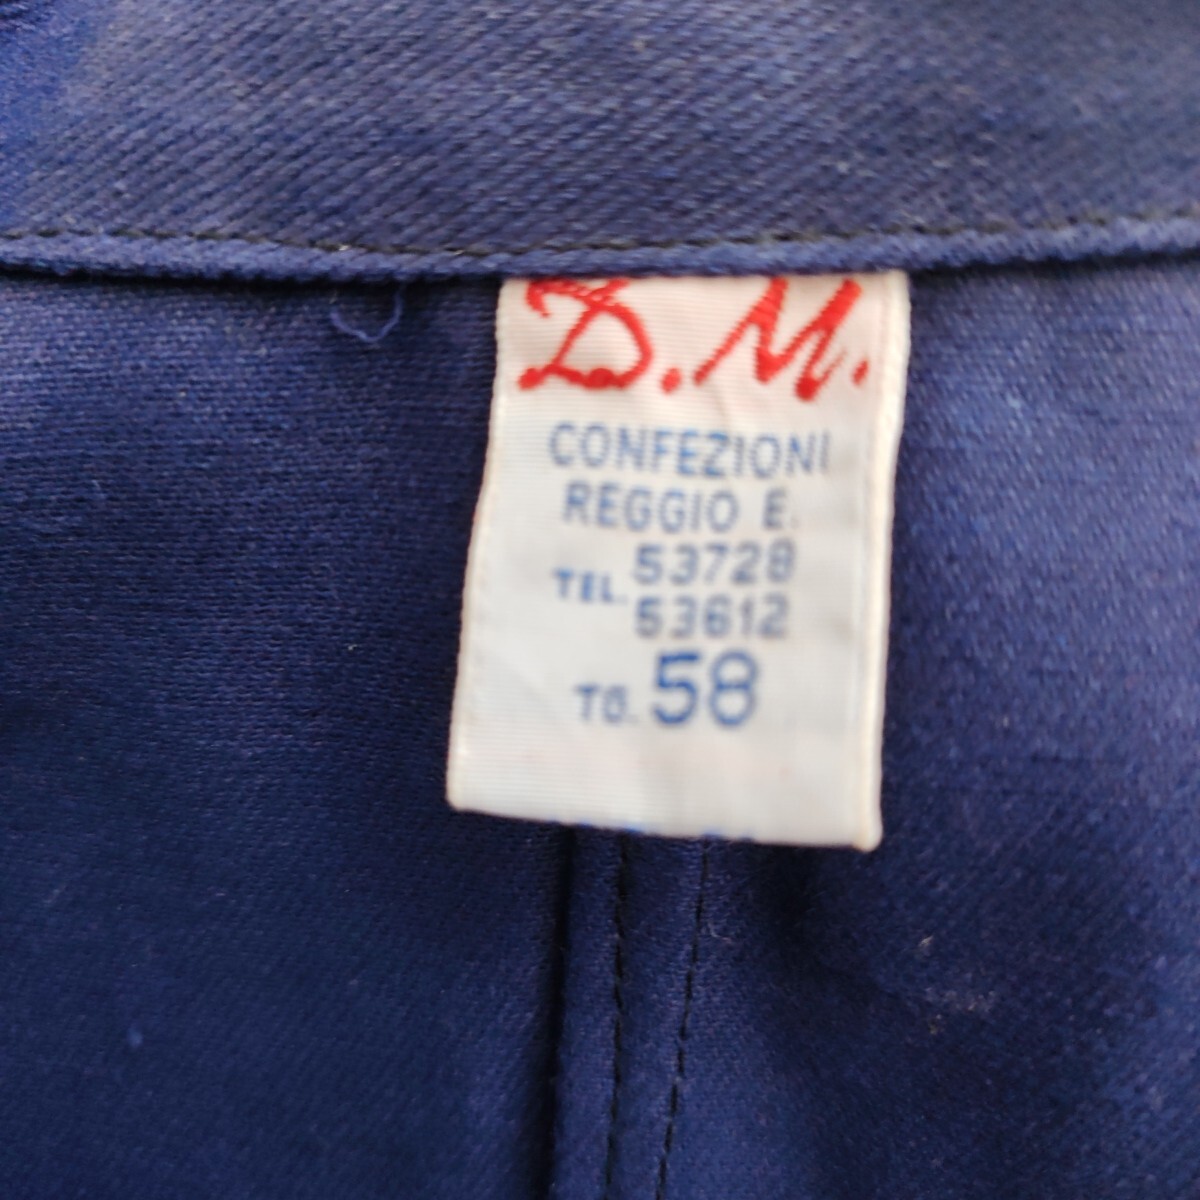 D.M.
CONFEZIONI
REGGIO E.
TEL. 53728
53612
TG. 58